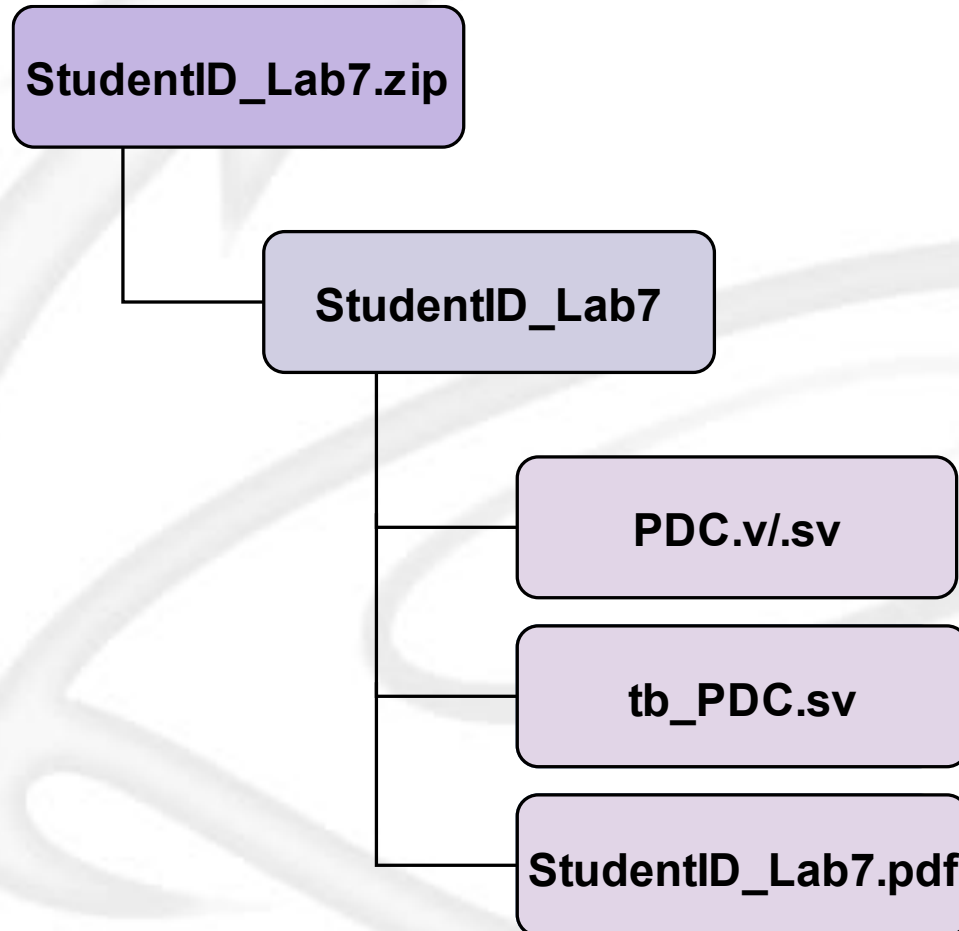 StudentID_Lab7.zip
StudentID_Lab7
PDC.v/.sv
tb_PDC.sv
StudentID_Lab7.pdf